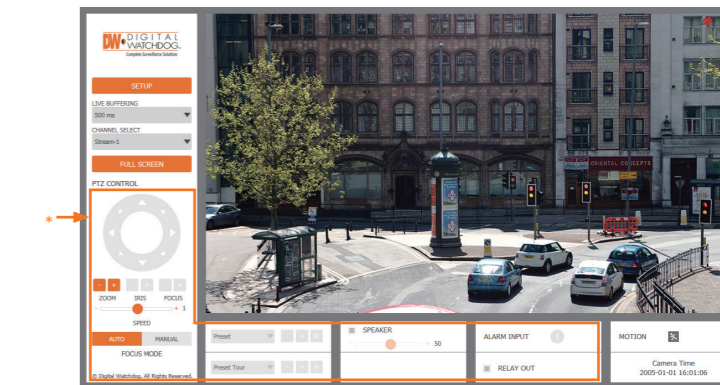 DW DIGITAL
WATCHDOG®
Complete Surveillance Solutions
SETUP
LIVE BUFFERING
500 ms
CHANNEL SELECT
Stream-1
FULL SCREEN
PTZ CONTROL
*
- + - + - +
ZOOM IRIS FOCUS
- + 1
SPEED
AUTO MANUAL
FOCUS MODE
© Digital Watchdog. All Rights Reserved.
Preset
Preset Tour
SPEAKER
- + 50
ALARM INPUT 1
RELAY OUT
MOTION
Camera Time
2005-01-01 16:01:06
ORIENTAL CONCEPTS